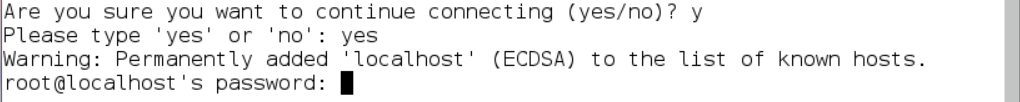 Are you sure you want to continue connecting (yes/no)? y
Please type 'yes' or 'no': yes
Warning: Permanently added 'localhost' (ECDSA) to the list of known hosts.
root@localhost's password: